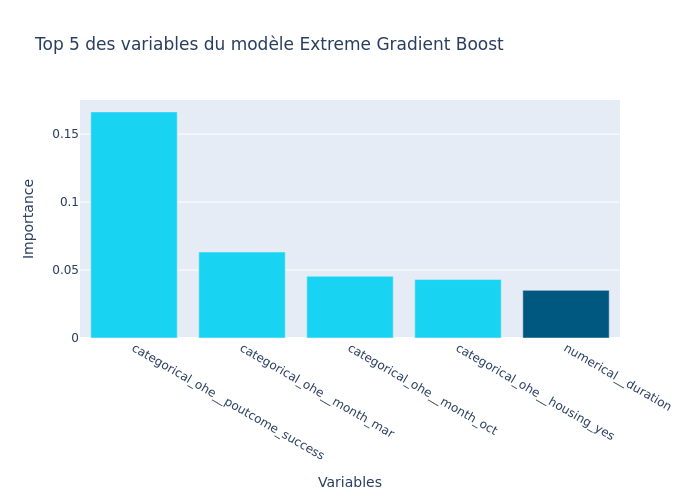 Top 5 des variables du modèle Extreme Gradient Boost
Importance
0.15
0.1
0.05
0
categorical_ohe__poutcome_success
categorical_ohe__month_mar
categorical_ohe__month_oct
categorical_ohe__housing_yes
numerical__duration
Variables